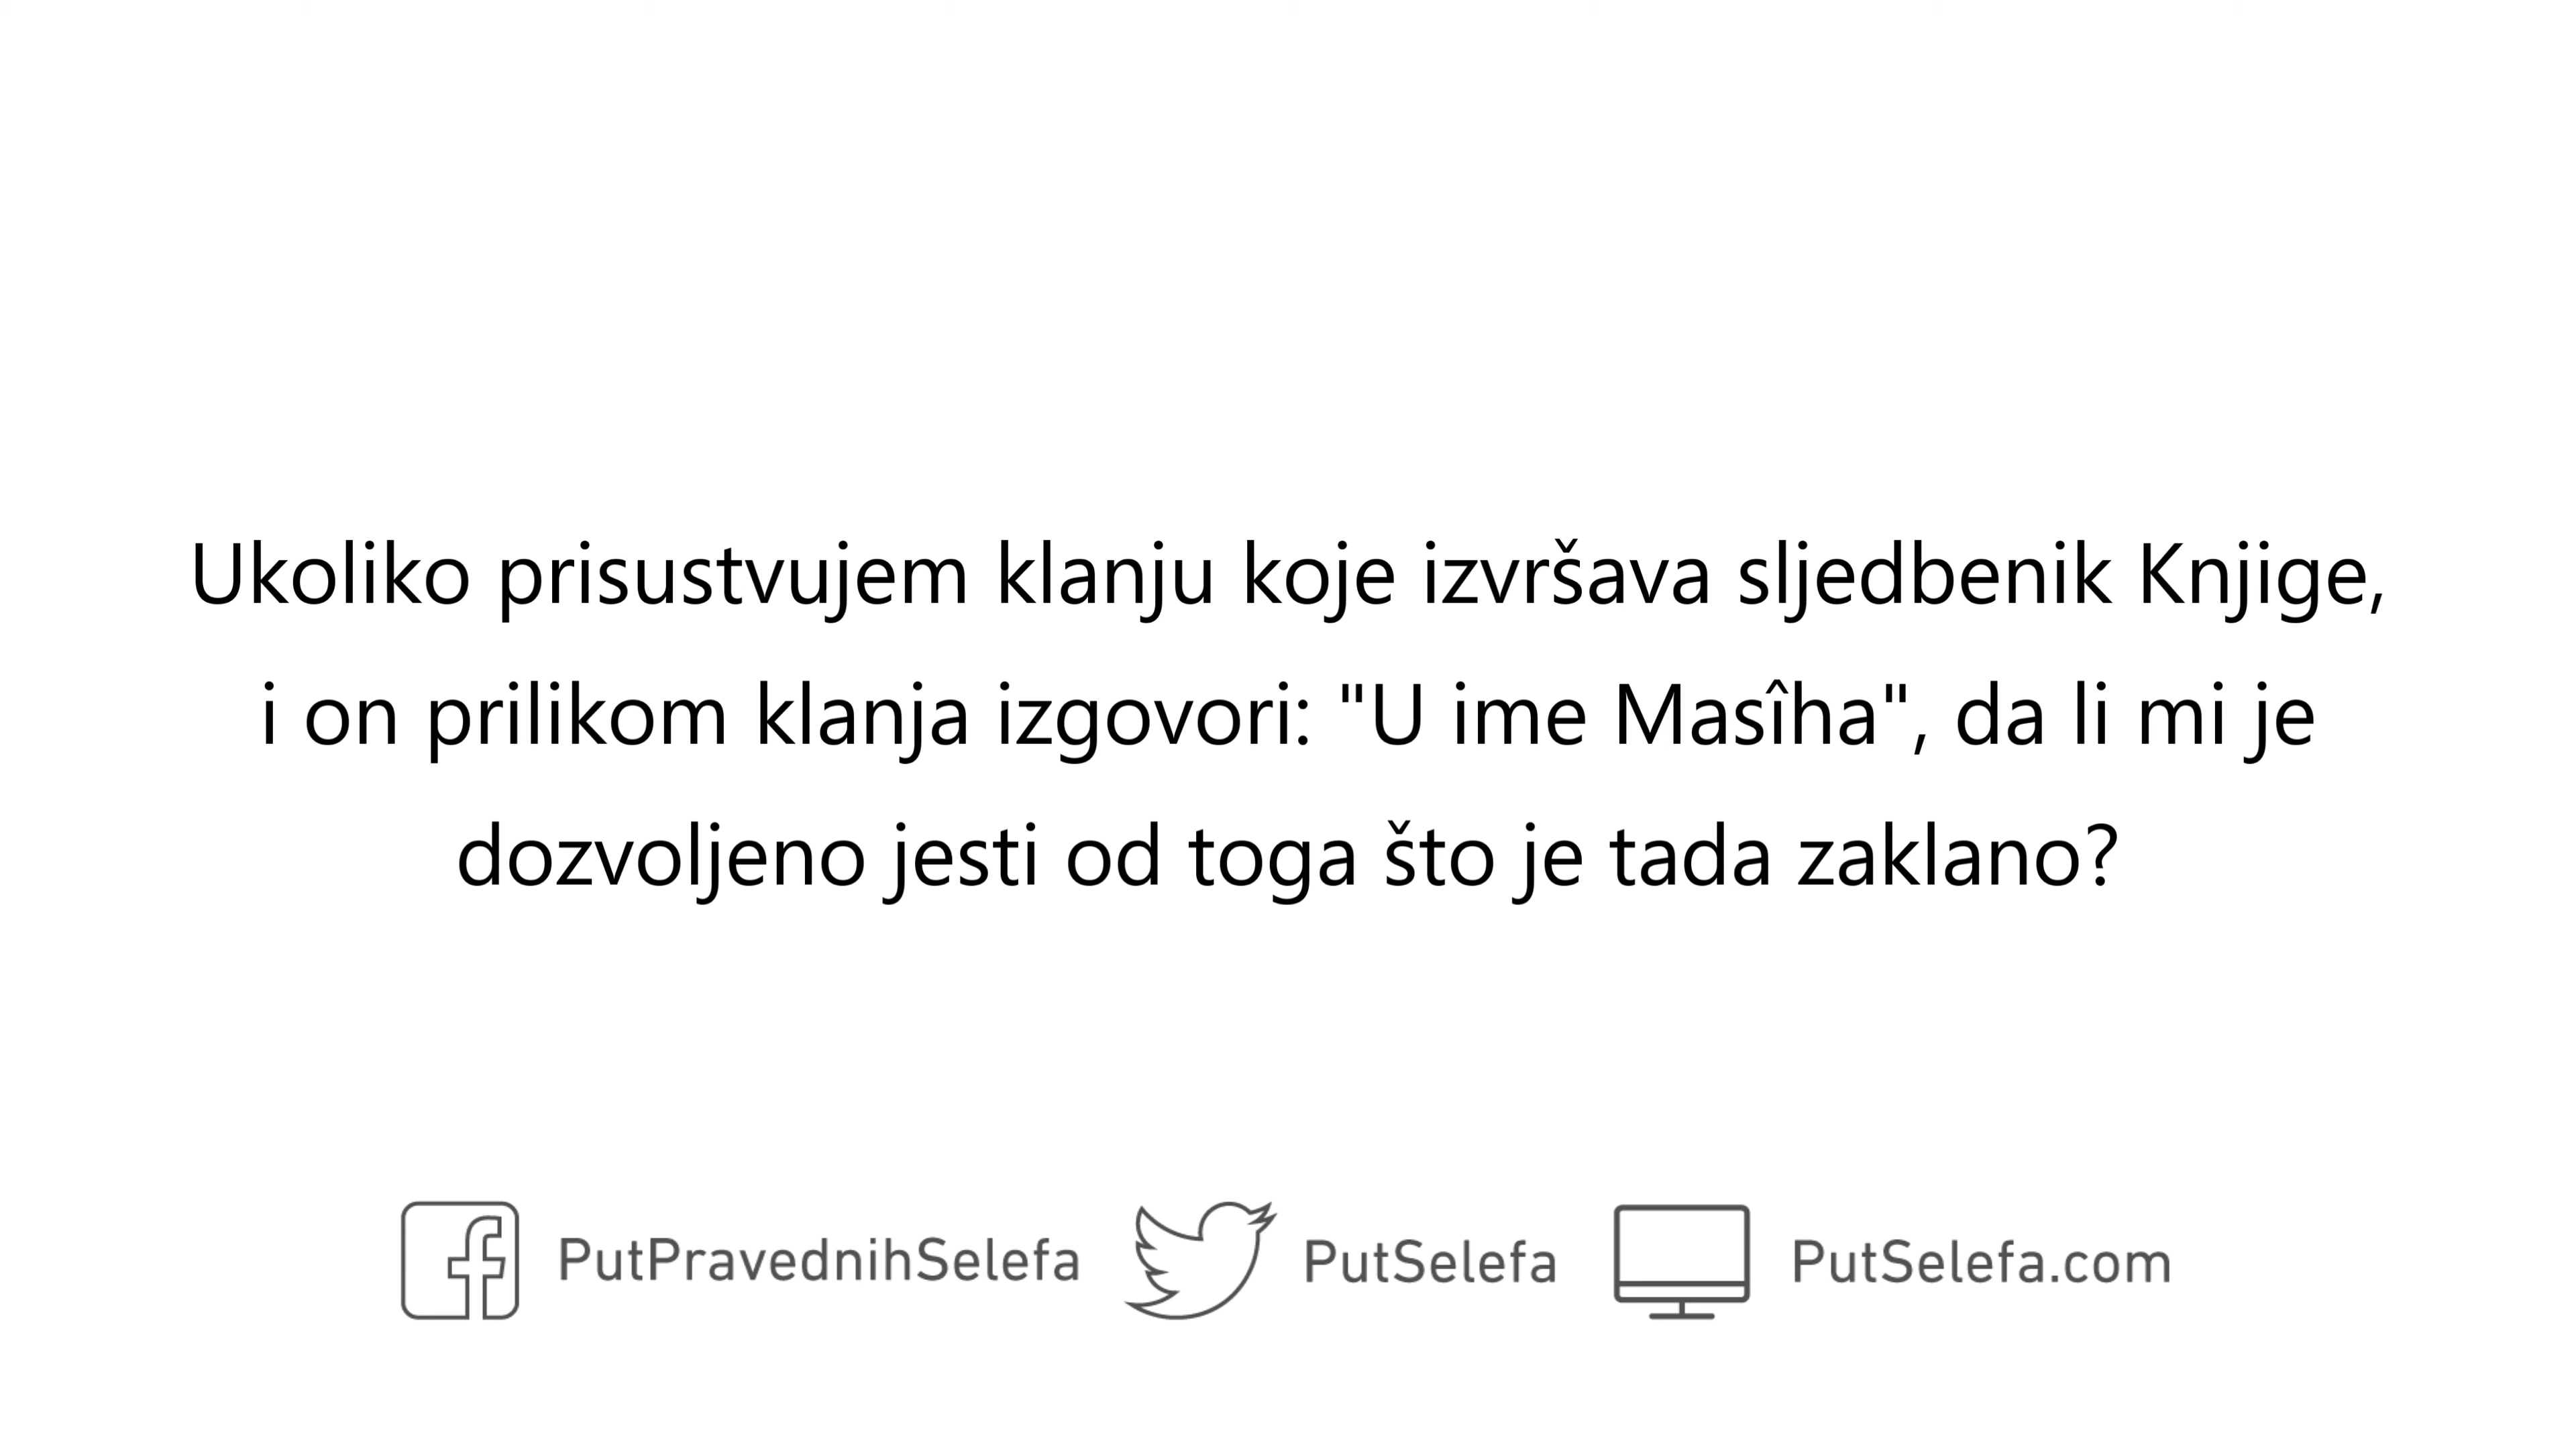 Ukoliko prisustvujem klanju koje izvršava sljedbenik Knjige,
i on prilikom klanja izgovori: "U ime Masîha", da li mi je
dozvoljeno jesti od toga što je tada zaklano?
PutPravednihSelefa PutSelefa PutSelefa.com